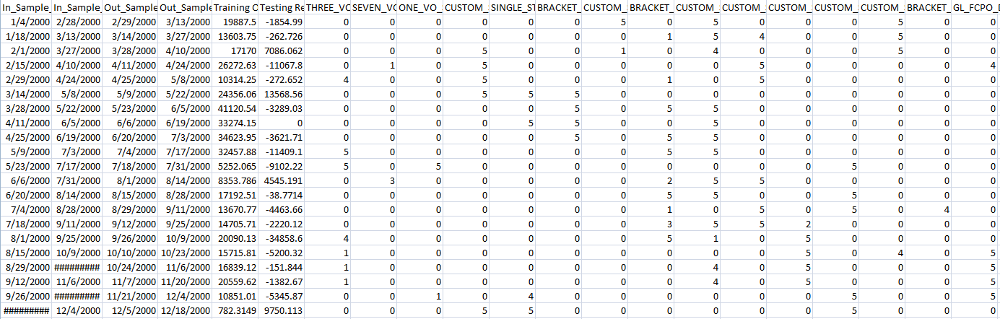 In_Sample_ In_Sample_ Out_Sample Out_Sample Training O Testing Re THREE_VO SEVEN_VO ONE_VO_ CUSTOM_ SINGLE_ST BRACKET_ CUSTOM_ BRACKET_ CUSTOM_ CUSTOM_ CUSTOM_ CUSTOM_ CUSTOM_ BRACKET_ GL_FCPO_E
1/4/2000 2/28/2000 2/29/2000 3/13/2000 19887.5 -1854.99 0 0 0 0 0 0 5 0 5 0 0 0 5 0 0
1/18/2000 3/13/2000 3/14/2000 3/27/2000 13603.75 -262.726 0 0 0 0 0 0 0 1 5 4 0 0 5 0 0
2/1/2000 3/27/2000 3/28/2000 4/10/2000 17170 7086.062 0 0 0 5 0 0 1 0 4 0 0 0 5 0 0
2/15/2000 4/10/2000 4/11/2000 4/24/2000 26272.63 -11067.8 0 1 0 5 0 0 0 0 0 5 0 0 0 0 4
2/29/2000 4/24/2000 4/25/2000 5/8/2000 10314.25 -272.652 4 0 0 5 0 0 0 1 0 5 0 0 0 0 0
3/14/2000 5/8/2000 5/9/2000 5/22/2000 24356.06 13568.56 0 0 0 5 5 5 0 0 0 0 0 0 0 0 0
3/28/2000 5/22/2000 5/23/2000 6/5/2000 41120.54 -3289.03 0 0 0 0 0 5 0 5 5 0 0 0 0 0 0
4/11/2000 6/5/2000 6/6/2000 6/19/2000 33274.15 0 0 0 0 0 5 5 0 0 5 0 0 0 0 0 0
4/25/2000 6/19/2000 6/20/2000 7/3/2000 34623.95 -3621.71 0 0 0 0 0 5 0 5 5 0 0 0 0 0 0
5/9/2000 7/3/2000 7/4/2000 7/17/2000 32457.88 -11409.1 5 0 0 0 0 0 0 5 5 0 0 0 0 0 0
5/23/2000 7/17/2000 7/18/2000 7/31/2000 5252.065 -9102.22 5 0 5 0 0 0 0 0 0 0 0 5 0 0 0
6/6/2000 7/31/2000 8/1/2000 8/14/2000 8353.786 4545.191 0 3 0 0 0 0 0 2 5 5 0 0 0 0 0
6/20/2000 8/14/2000 8/15/2000 8/28/2000 17192.51 -38.7714 0 0 0 0 0 0 0 5 5 0 0 5 0 0 0
7/4/2000 8/28/2000 8/29/2000 9/11/2000 13670.77 -4463.66 0 0 0 0 0 0 0 1 0 5 0 5 0 4 0
7/18/2000 9/11/2000 9/12/2000 9/25/2000 14705.71 -2220.12 0 0 0 0 0 0 0 3 5 5 2 0 0 0 0
8/1/2000 9/25/2000 9/26/2000 10/9/2000 20090.13 -34858.6 4 0 0 0 0 0 0 5 1 0 5 0 0 0 0
8/15/2000 10/9/2000 10/10/2000 10/23/2000 15715.81 -5200.32 1 0 0 0 0 0 0 0 0 0 5 0 4 0 5
8/29/2000 ######### 10/24/2000 11/6/2000 16839.12 -151.844 1 0 0 0 0 0 0 0 4 0 5 0 0 0 5
9/12/2000 11/6/2000 11/7/2000 11/20/2000 20559.62 -1382.67 1 0 0 0 0 0 0 0 4 0 5 0 0 0 5
9/26/2000 ######### 11/21/2000 12/4/2000 10851.01 -5345.87 0 0 1 0 4 0 0 0 0 0 0 5 0 0 5
######### 12/4/2000 12/5/2000 12/18/2000 782.3149 9750.113 0 0 0 5 5 0 0 0 0 0 0 5 0 0 0